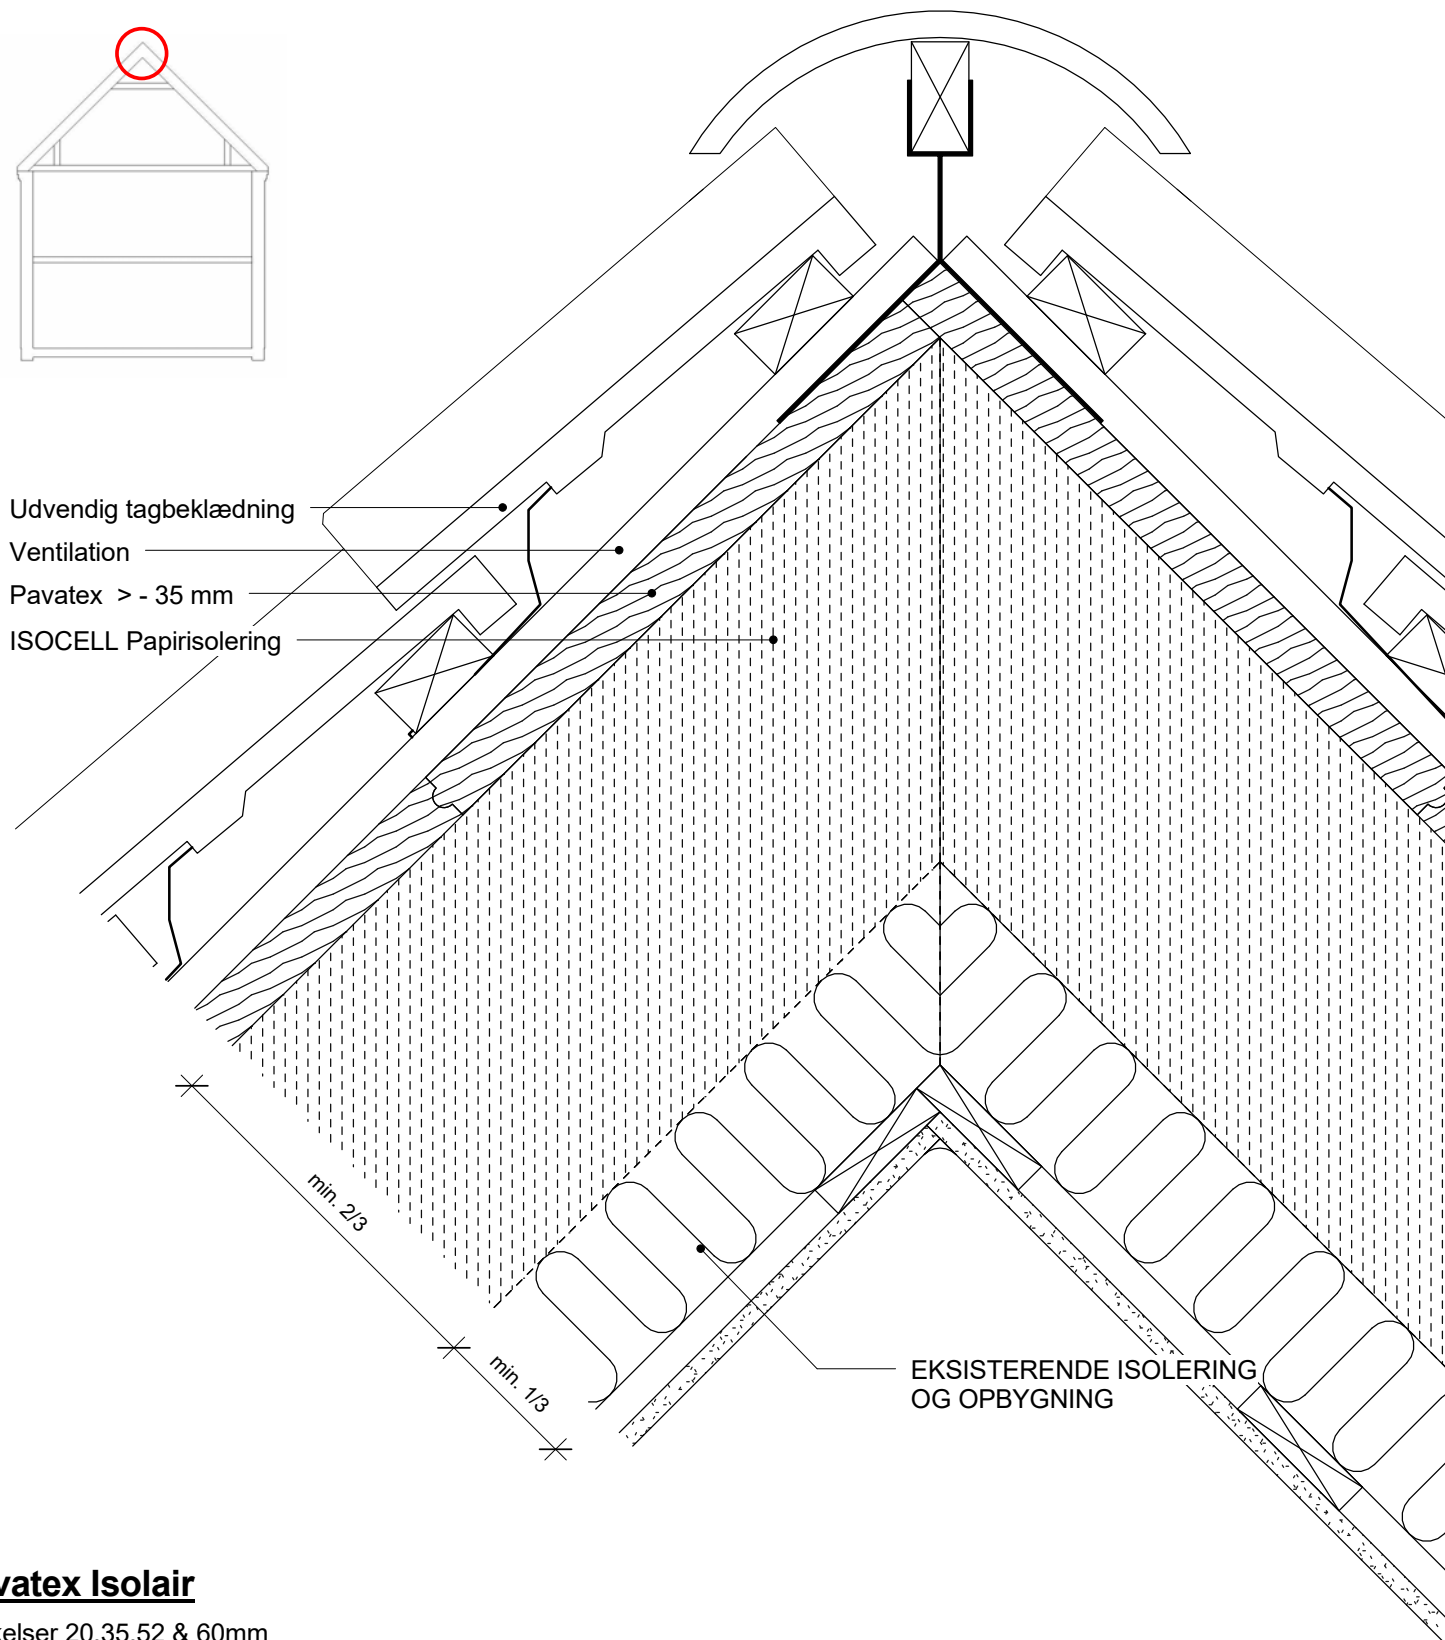 Udvendig tagbeklædning
Ventilation
Pavatex > - 35 mm
ISOCELL Papirisolering
min. 2/3
min. 1/3
EKSISTERENDE ISOLERING
OG OPBYGNING
vatex Isolair
kelser 20,35,52 & 60mm